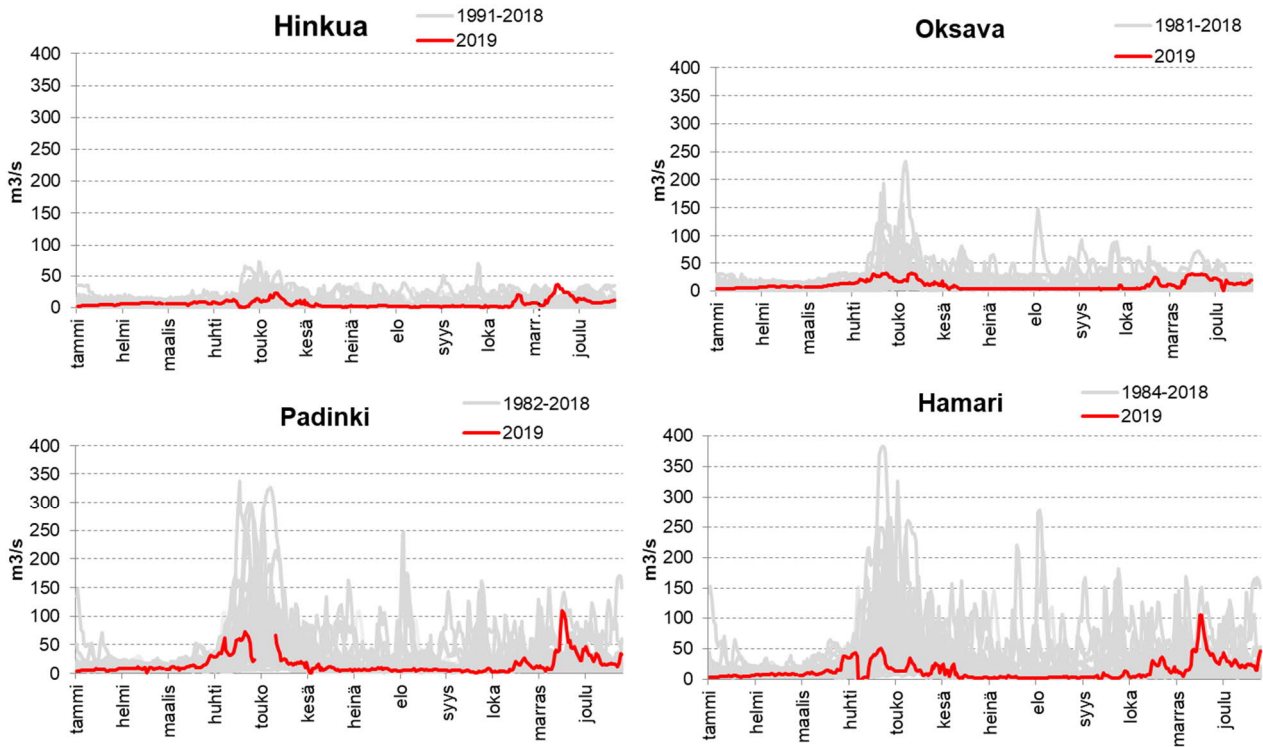 Hinkua
1991-2018
2019
m3/s
400
350
300
250
200
150
100
50
0
tammi
helmi
maalis
huhti
touko
kesä
heinä
elo
syys
loka
marr...
joulu
Oksava
1981-2018
2019
m3/s
400
350
300
250
200
150
100
50
0
tammi
helmi
maalis
huhti
touko
kesä
heinä
elo
syys
loka
marras
joulu
Padinki
1982-2018
2019
m3/s
400
350
300
250
200
150
100
50
0
tammi
helmi
maalis
huhti
touko
kesä
heinä
elo
syys
loka
marras
joulu
Hamari
1984-2018
2019
m3/s
400
350
300
250
200
150
100
50
0
tammi
helmi
maalis
huhti
touko
kesä
heinä
elo
syys
loka
marras
joulu